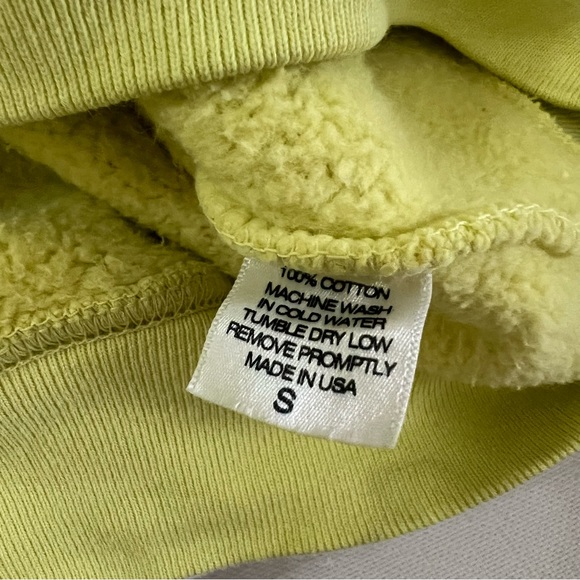 100% COTTON
MACHINE WASH
IN COLD WATER
TUMBLE DRY LOW
REMOVE PROMPTLY
MADE IN USA
S